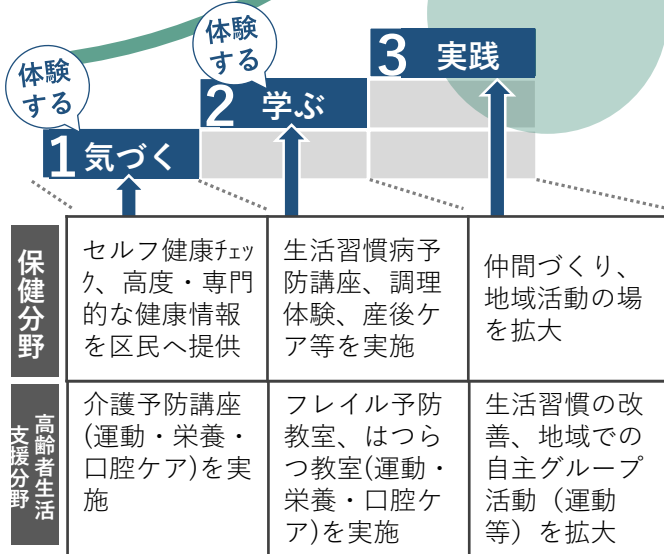 体験
する
体験
する
3 実践
2 学ぶ
1 気づく
保健分野
セルフ健康ﾁｪｯ
ｸ、高度・専門
的な健康情報
を区民へ提供
生活習慣病予
防講座、調理
体験、産後ケ
ア等を実施
仲間づくり、
地域活動の場
を拡大
高齢者生活
支援分野
介護予防講座
(運動・栄養・
口腔ケア)を実
施
フレイル予防
教室、はつら
つ教室(運動・
栄養・口腔ケ
ア)を実施
生活習慣の改
善、地域での
自主グループ
活動（運動
等）を拡大